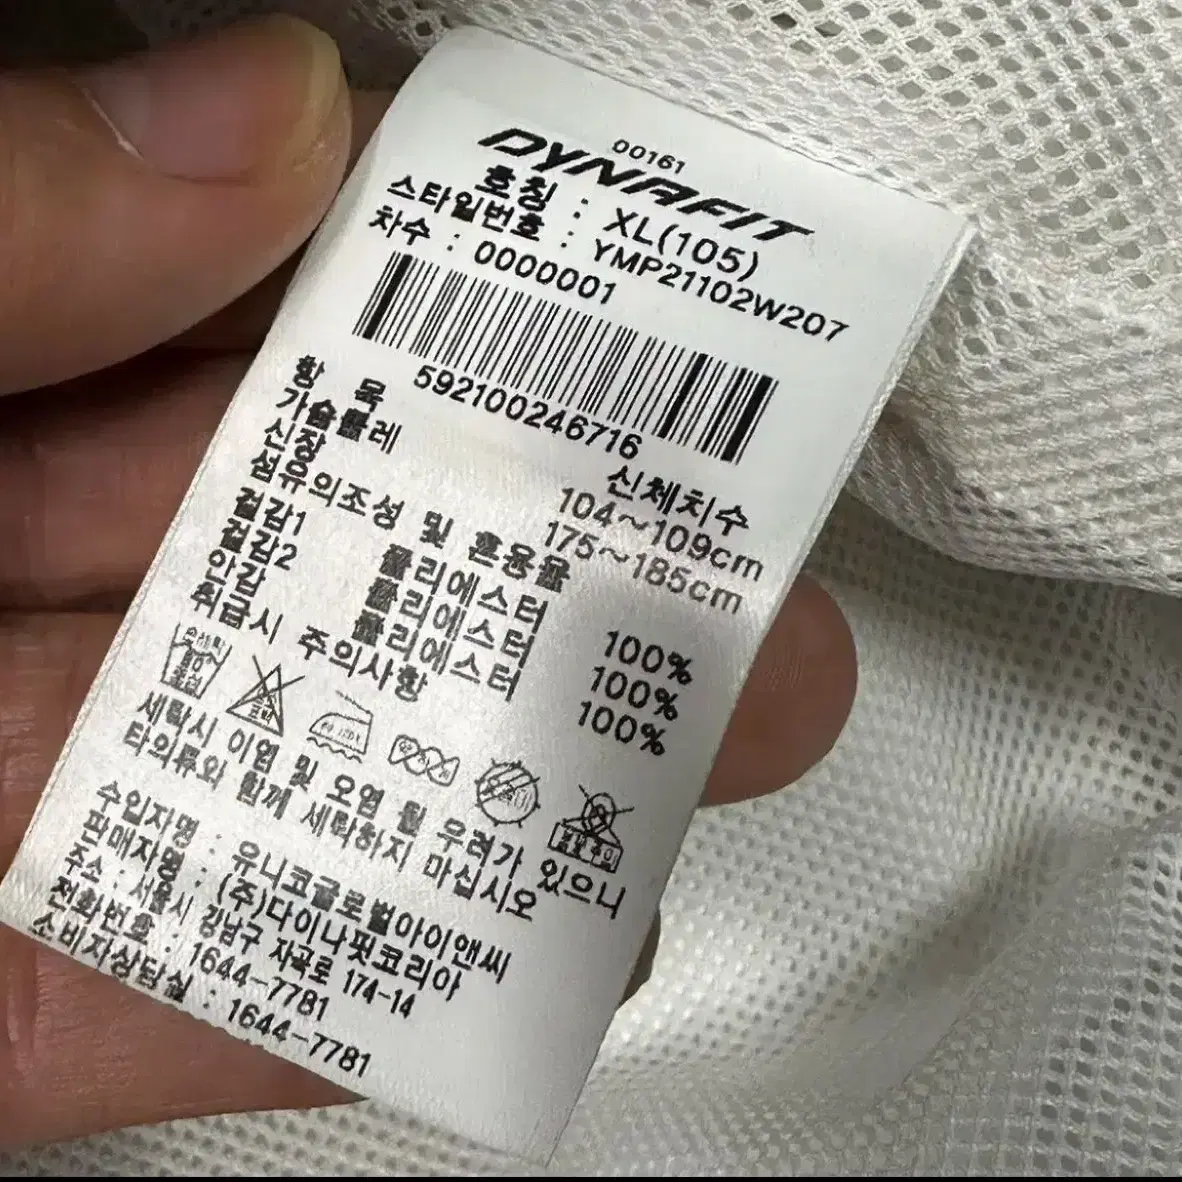 00161
DYNAFIT
호칭 : XL(105)
스타일번호 : YMP21102W207
차수 : 0000001
592100246716
항 목 신체치수
가슴둘레 104~109cm
신장 175~185cm
섬유의조성 및 혼용율
겉감1 폴리에스터 100%
겉감2 폴리에스터 100%
안감 폴리에스터 100%
취급시 주의사항
세탁시 이염 및 오염 될 우려가 있으니
타의류와 함께 세탁하지 마십시오
수입자명 : 유니코글로벌아이앤씨
판매자명 : (주)다이나핏코리아
주소 : 서울시 강남구 자곡로 174-14
전화번호 : 1644-7781
소비자상담실 : 1644-7781